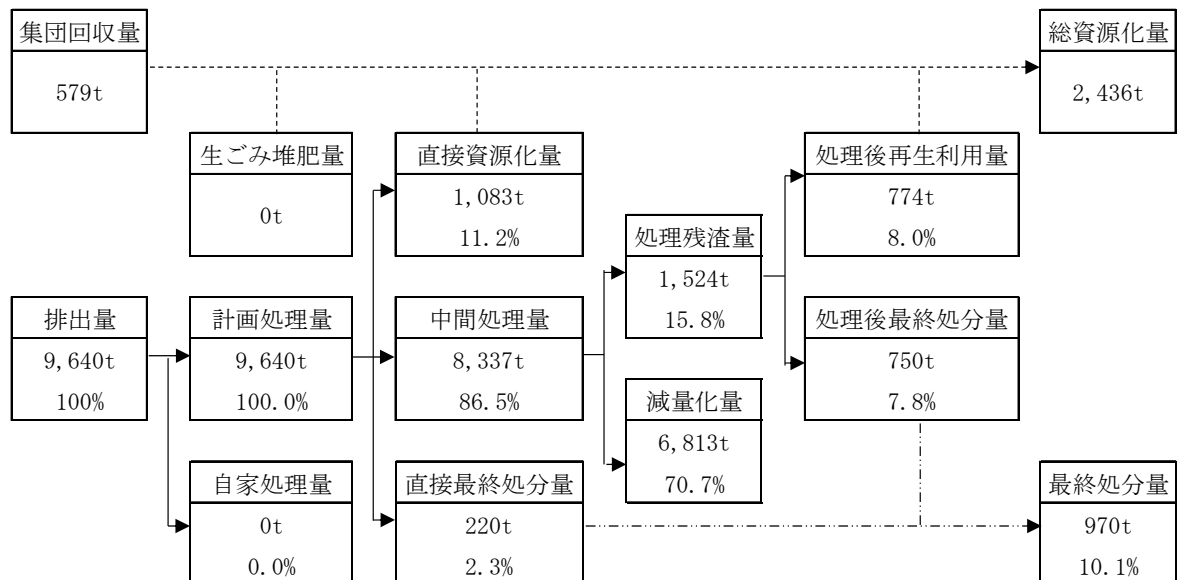 集団回収量
579t
総資源化量
2,436t
生ごみ堆肥量
0t
直接資源化量
1,083t
11.2%
処理後再生利用量
774t
8.0%
処理残渣量
1,524t
15.8%
排出量
9,640t
100%
計画処理量
9,640t
100.0%
中間処理量
8,337t
86.5%
処理後最終処分量
750t
7.8%
減量化量
6,813t
70.7%
自家処理量
0t
0.0%
直接最終処分量
220t
2.3%
最終処分量
970t
10.1%